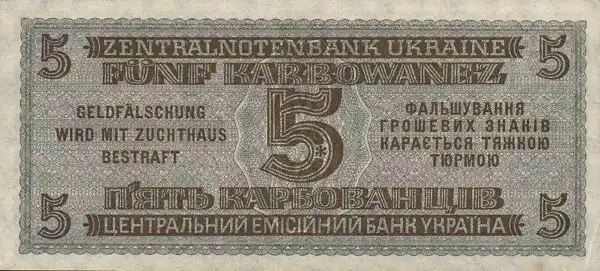 5 ZENTRALNOTENBANK UKRAINE 5
FÜNF KARBOWANEZ
GELDFÄLSCHUNG
WIRD MIT ZUCHTHAUS
BESTRAFT
5
ФАЛЬШУВАННЯ
ГРОШЕВИХ ЗНАКІВ
КАРАЄТЬСЯ ТЯЖКОЮ
ТЮРМОЮ
П'ЯТЬ КАРБОВАНЦІВ
5 ЦЕНТРАЛЬНИЙ ЕМІСІЙНИЙ БАНК УКРАЇНА 5